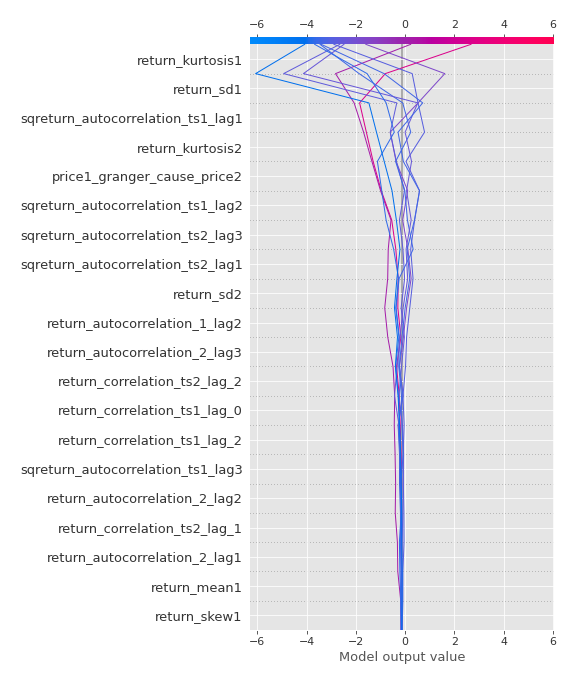 −6 −4 −2 0 2 4 6
return_kurtosis1
return_sd1
sqreturn_autocorrelation_ts1_lag1
return_kurtosis2
price1_granger_cause_price2
sqreturn_autocorrelation_ts1_lag2
sqreturn_autocorrelation_ts2_lag3
sqreturn_autocorrelation_ts2_lag1
return_sd2
return_autocorrelation_1_lag2
return_autocorrelation_2_lag3
return_correlation_ts2_lag_2
return_correlation_ts1_lag_0
return_correlation_ts1_lag_2
sqreturn_autocorrelation_ts1_lag3
return_autocorrelation_2_lag2
return_correlation_ts2_lag_1
return_autocorrelation_2_lag1
return_mean1
return_skew1
−6 −4 −2 0 2 4 6
Model output value